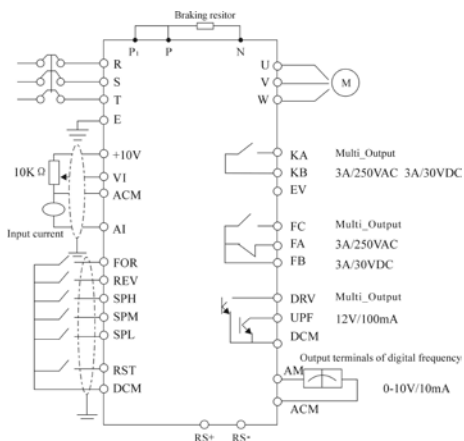 Braking resitor
P1 P N
R U
S V
T W
M
E
+10V
10K Ω
VI
ACM
Input current
AI
KA Multi_Output
KB 3A/250VAC 3A/30VDC
EV
FC Multi_Output
FA 3A/250VAC
FB 3A/30VDC
FOR
REV
SPH
SPM
SPL
RST
DCM
DRV Multi_Output
UPF 12V/100mA
DCM
Output terminals of digital frequency
AM
0-10V/10mA
ACM
RS+ RS-